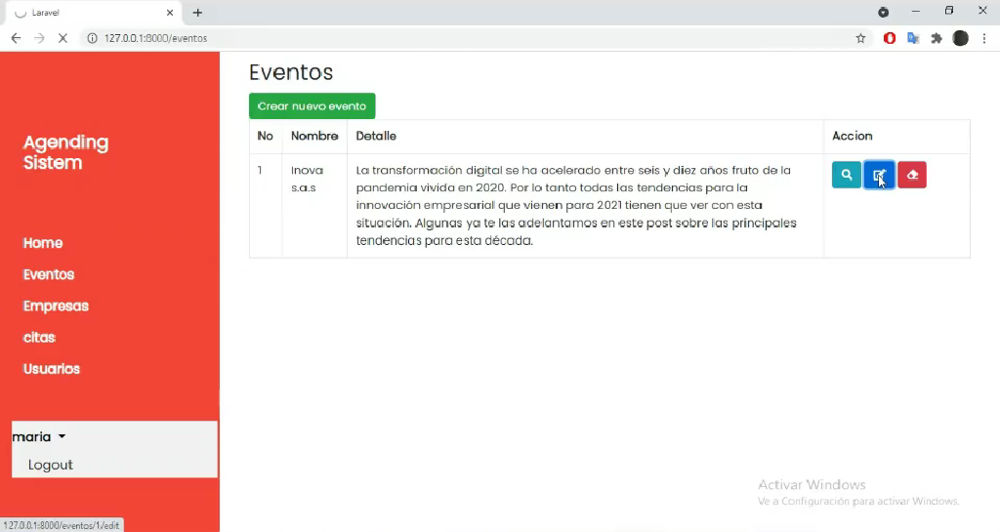 Laravel
127.0.0.1:8000/eventos
Agending
Sistem
Home
Eventos
Empresas
citas
Usuarios
maria
Logout
Eventos
Crear nuevo evento
No Nombre Detalle Accion
1 Inova La transformación digital se ha acelerado entre seis y diez años fruto de la
s.a.s pandemia vivida en 2020. Por lo tanto todas las tendencias para la
innovación empresarial que vienen para 2021 tienen que ver con esta
situación. Algunas ya te las adelantamos en este post sobre las principales
tendencias para esta década.
Activar Windows
Ve a Configuración para activar Windows.
127.0.0.1:8000/eventos/1/edit